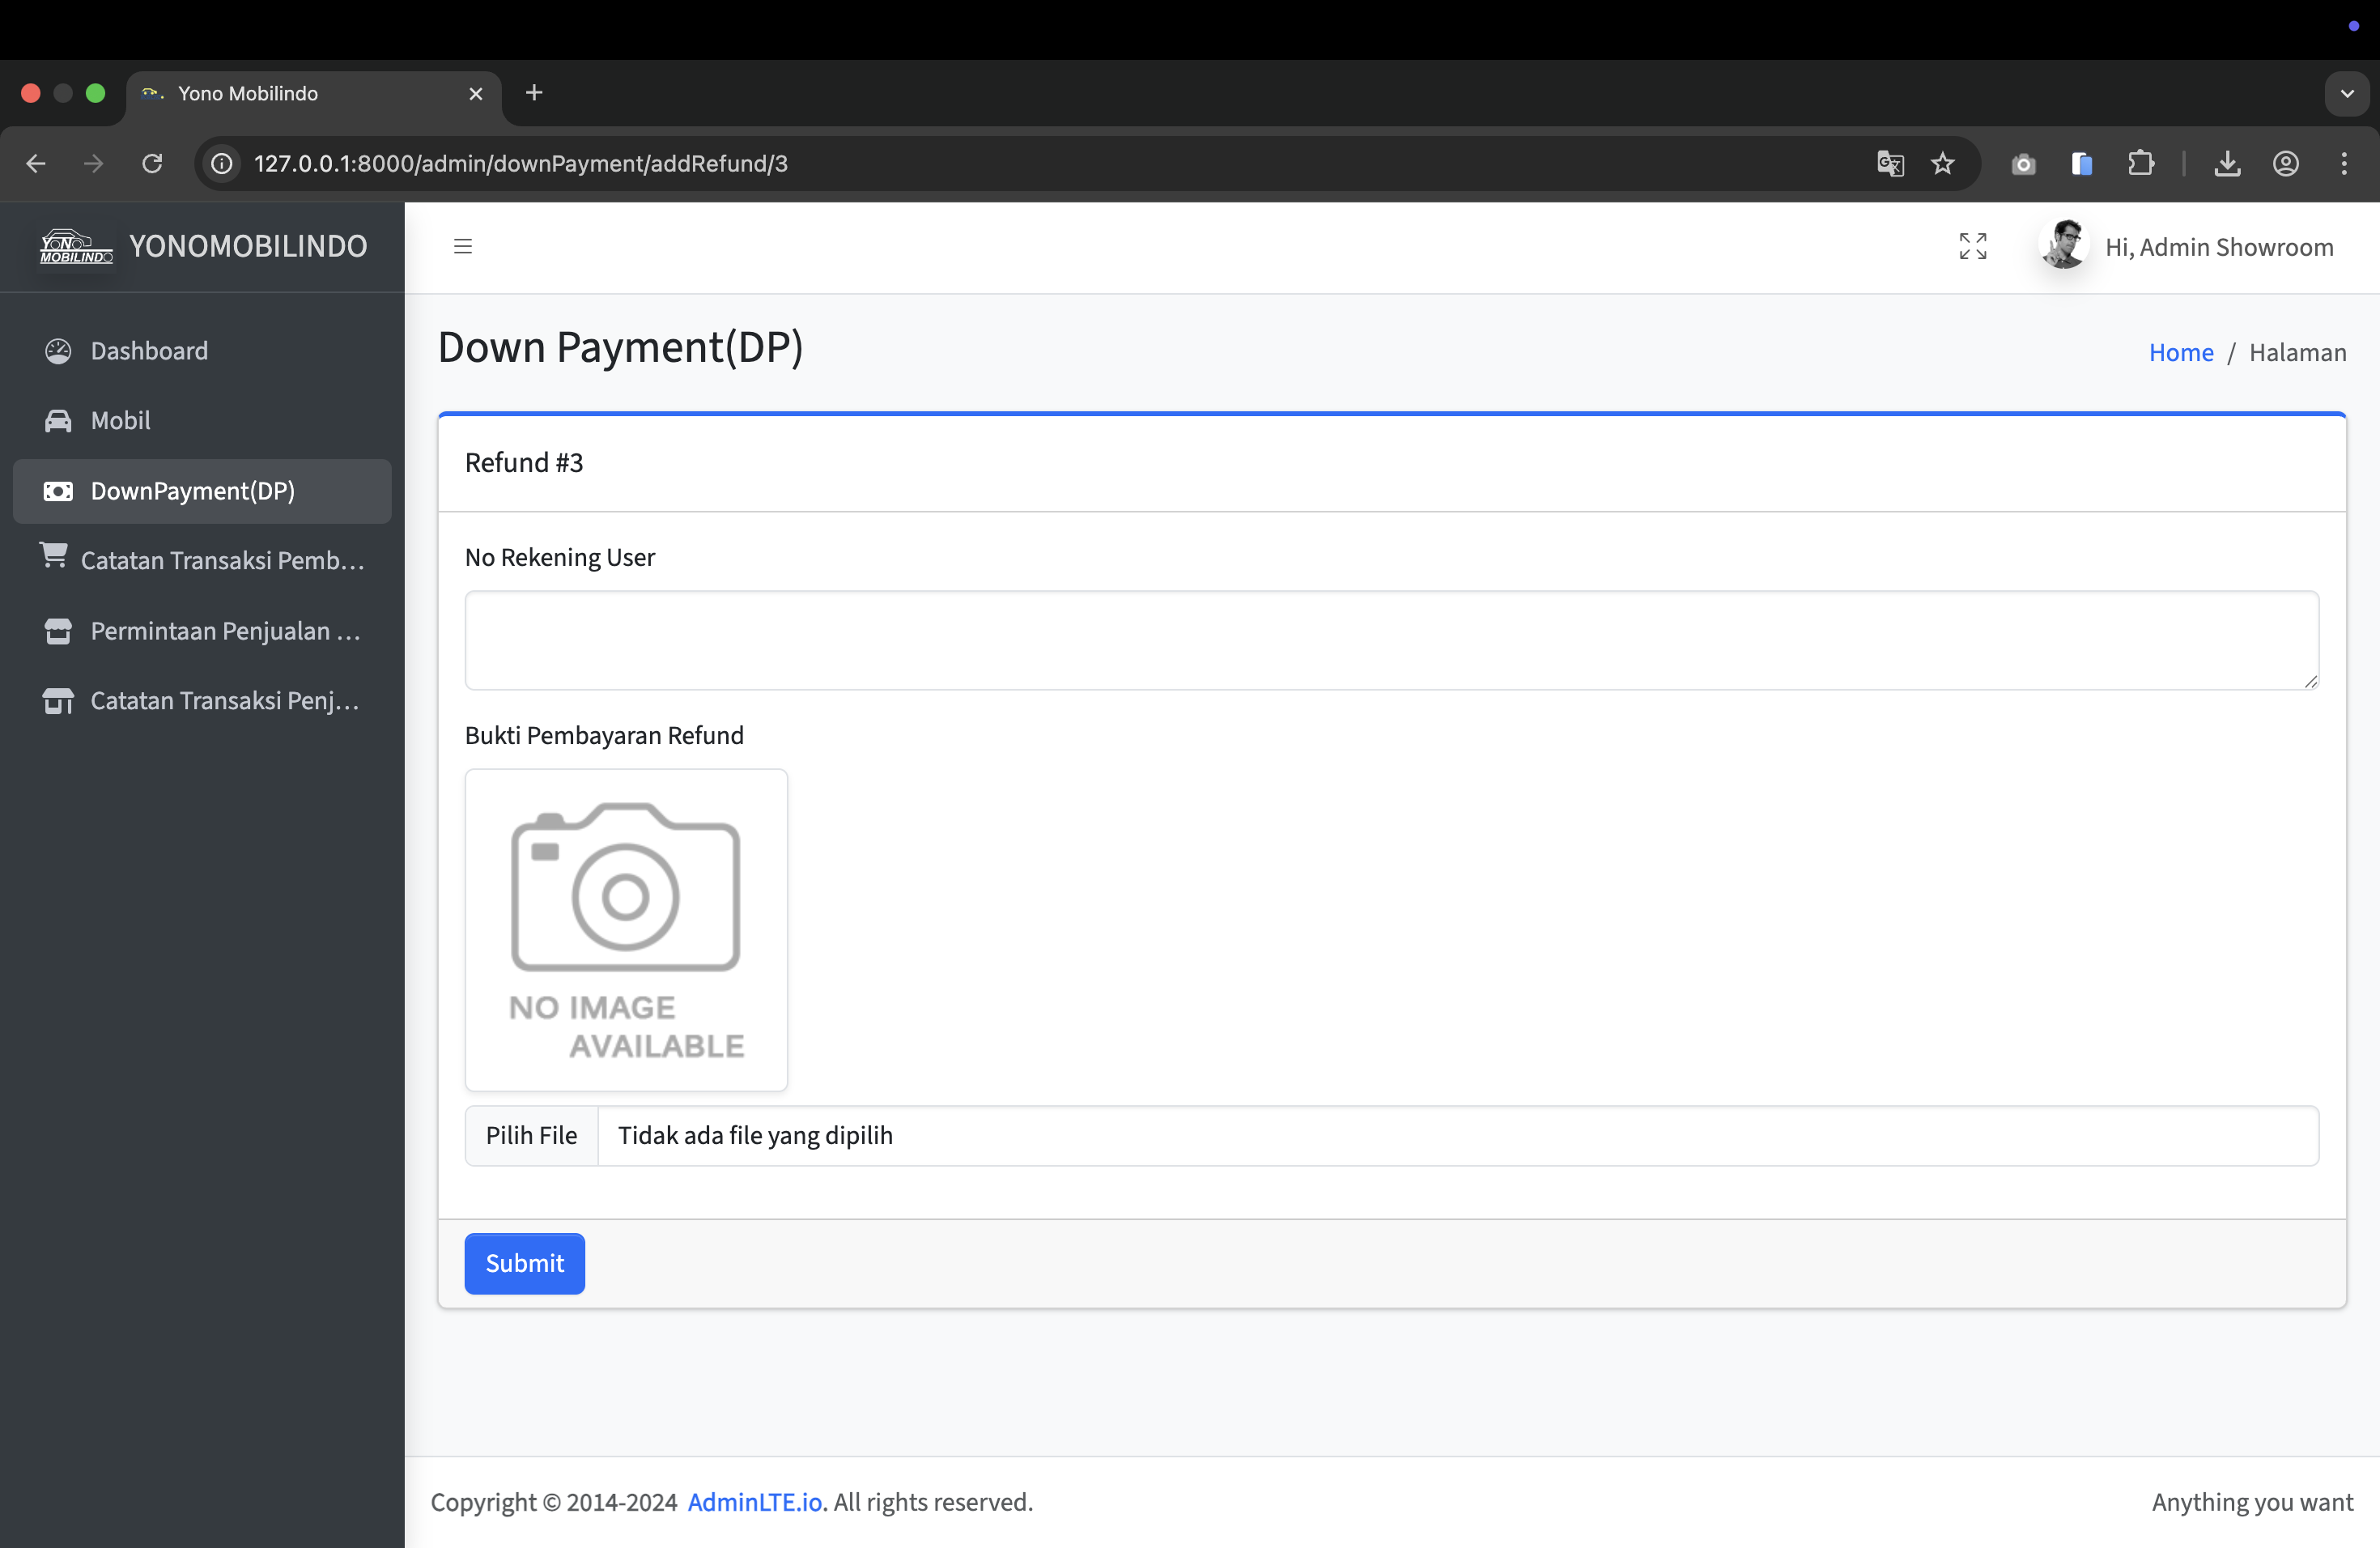 Yono Mobilindo
127.0.0.1:8000/admin/downPayment/addRefund/3
YONO
MOBILINDO
YONOMOBILINDO
Hi, Admin Showroom
Dashboard
Mobil
DownPayment(DP)
Catatan Transaksi Pemb...
Permintaan Penjualan ...
Catatan Transaksi Penj...
Down Payment(DP)
Home / Halaman
Refund #3
No Rekening User
Bukti Pembayaran Refund
NO IMAGE
AVAILABLE
Pilih File Tidak ada file yang dipilih
Submit
Copyright © 2014-2024 AdminLTE.io. All rights reserved.
Anything you want